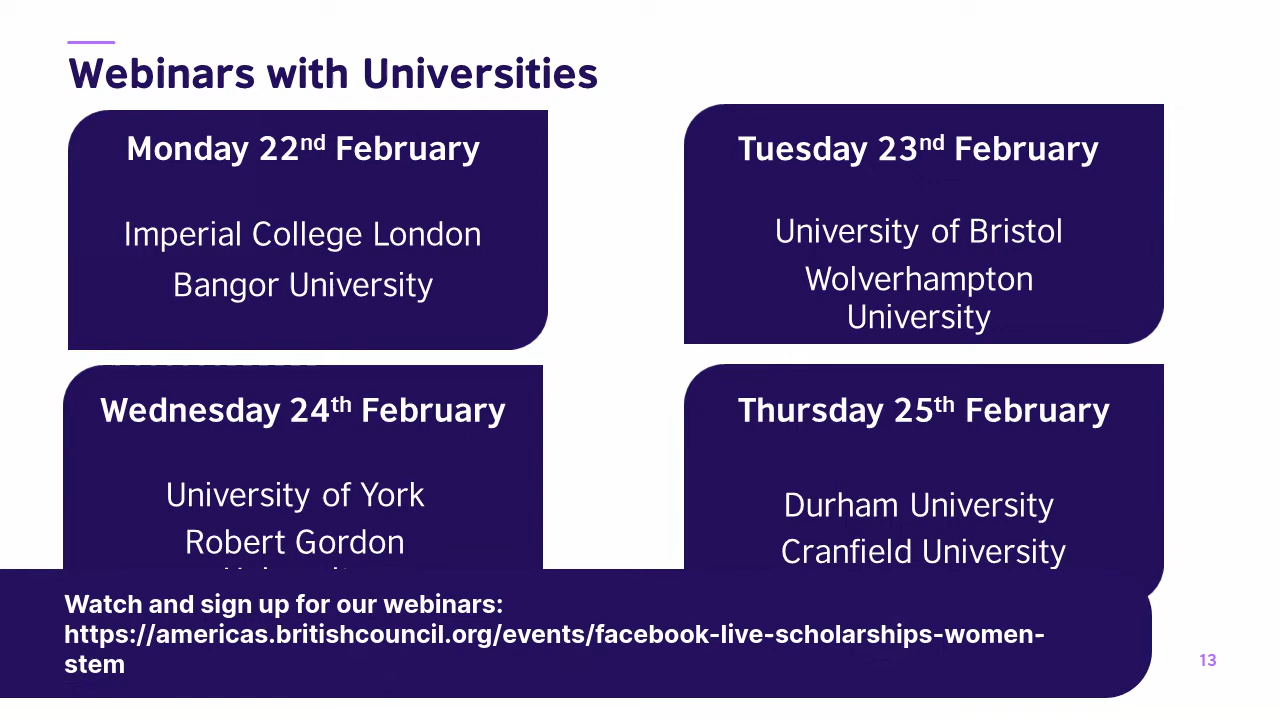 Webinars with Universities
Monday 22nd February
Imperial College London
Bangor University
Tuesday 23nd February
University of Bristol
Wolverhampton
University
Wednesday 24th February
University of York
Robert Gordon
Thursday 25th February
Durham University
Cranfield University
Watch and sign up for our webinars:
https://americas.britishcouncil.org/events/facebook-live-scholarships-women-
stem
13